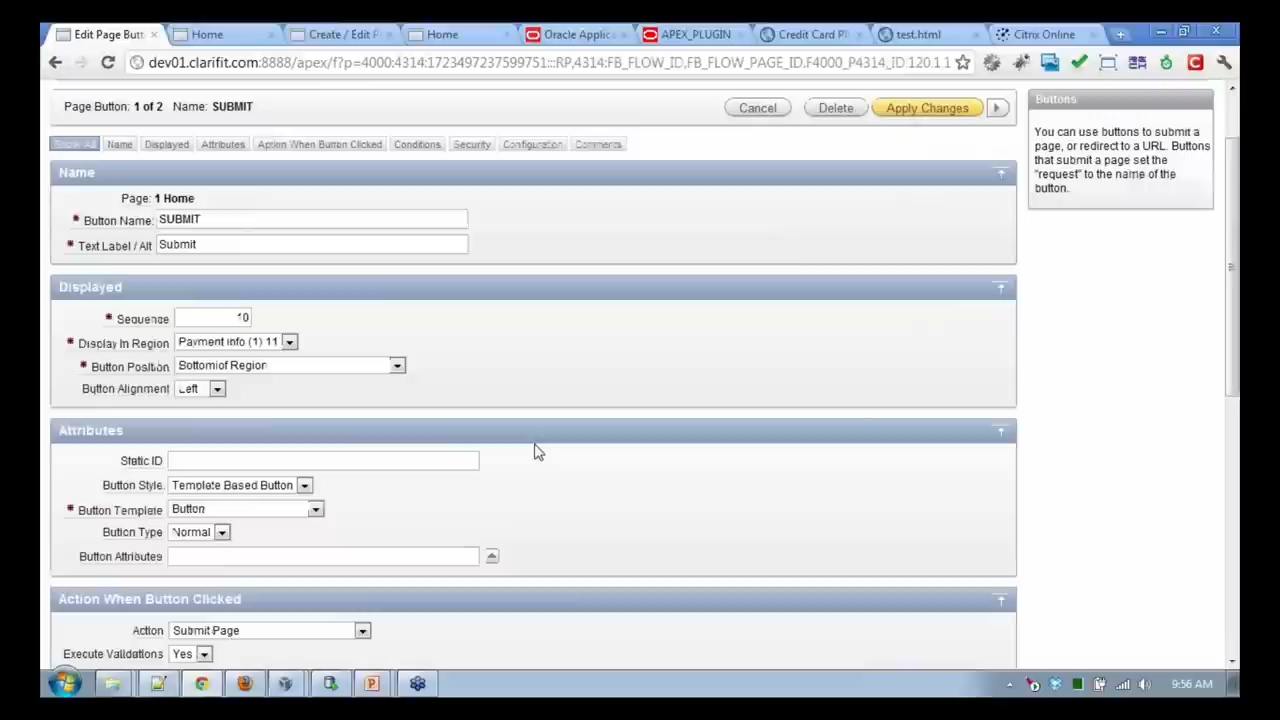 Edit Page Butt
Home
Create / Edit P
Home
Oracle Applic
APEX_PLUGIN
Credit Card Pl
test.html
Citrix Online
dev01.clarifit.com:8888/apex/f?p=4000:4314:1723497237599751:::RP,4314:FB_FLOW_ID,FB_FLOW_PAGE_ID,F4000_P4314_ID:120,1,1
Page Button: 1 of 2 Name: SUBMIT
Cancel
Delete
Apply Changes
Show All
Name
Displayed
Attributes
Action When Button Clicked
Conditions
Security
Configuration
Comments
Buttons
You can use buttons to submit a
page, or redirect to a URL. Buttons
that submit a page set the
"request" to the name of the
button.
Name
Page: 1 Home
* Button Name: SUBMIT
* Text Label / Alt Submit
Displayed
* Sequence 10
* Display In Region Payment Info (1) 11
* Button Position Bottom of Region
Button Alignment Left
Attributes
Static ID
Button Style Template Based Button
* Button Template Button
Button Type Normal
Button Attributes
Action When Button Clicked
Action Submit Page
Execute Validations Yes
9:56 AM